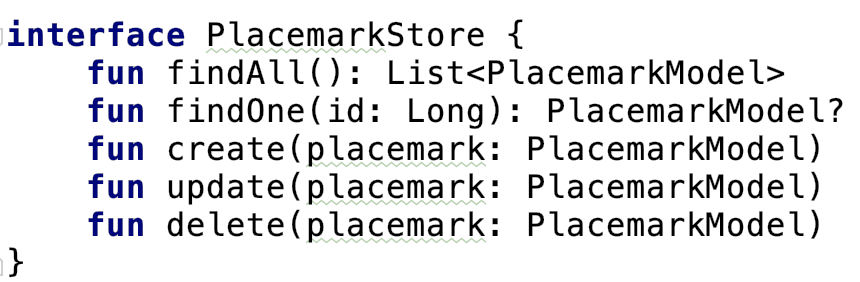 interface PlacemarkStore {
    fun findAll(): List<PlacemarkModel>
    fun findOne(id: Long): PlacemarkModel?
    fun create(placemark: PlacemarkModel)
    fun update(placemark: PlacemarkModel)
    fun delete(placemark: PlacemarkModel)
}